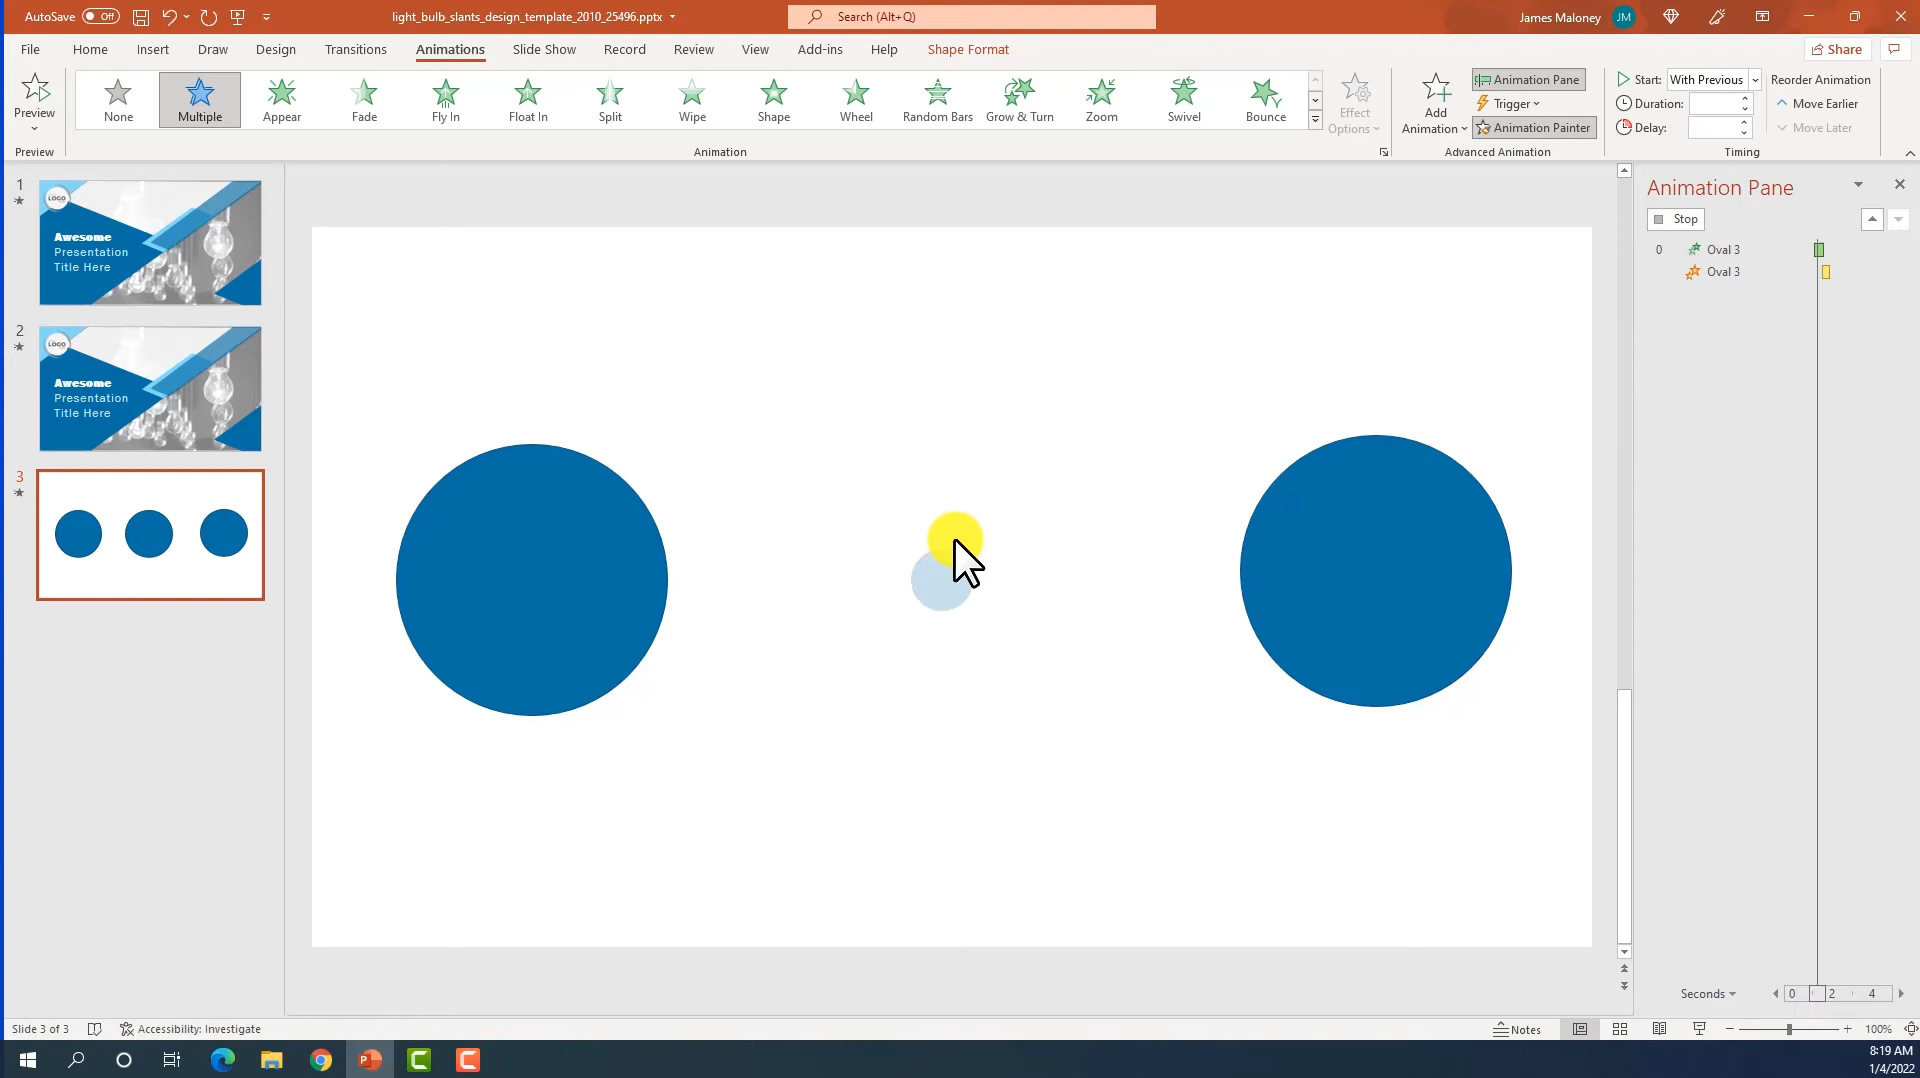 AutoSave Off light_bulb_slants_design_template_2010_25496.pptx Search (Alt+Q) James Maloney JM
File Home Insert Draw Design Transitions Animations Slide Show Record Review View Add-ins Help Shape Format Share
Preview
None Multiple Appear Fade Fly In Float In Split Wipe Shape Wheel Random Bars Grow & Turn Zoom Swivel Bounce
Effect
Options
Add
Animation
Animation Pane
Trigger
Animation Painter
Start: With Previous
Duration:
Delay:
Reorder Animation
Move Earlier
Move Later
Preview Animation Advanced Animation Timing
1
LOGO
Awesome
Presentation
Title Here
2
LOGO
Awesome
Presentation
Title Here
3
Animation Pane
Stop
0 Oval 3
Oval 3
Seconds 0 2 4
Slide 3 of 3 Accessibility: Investigate Notes 100%
8:19 AM
1/4/2022